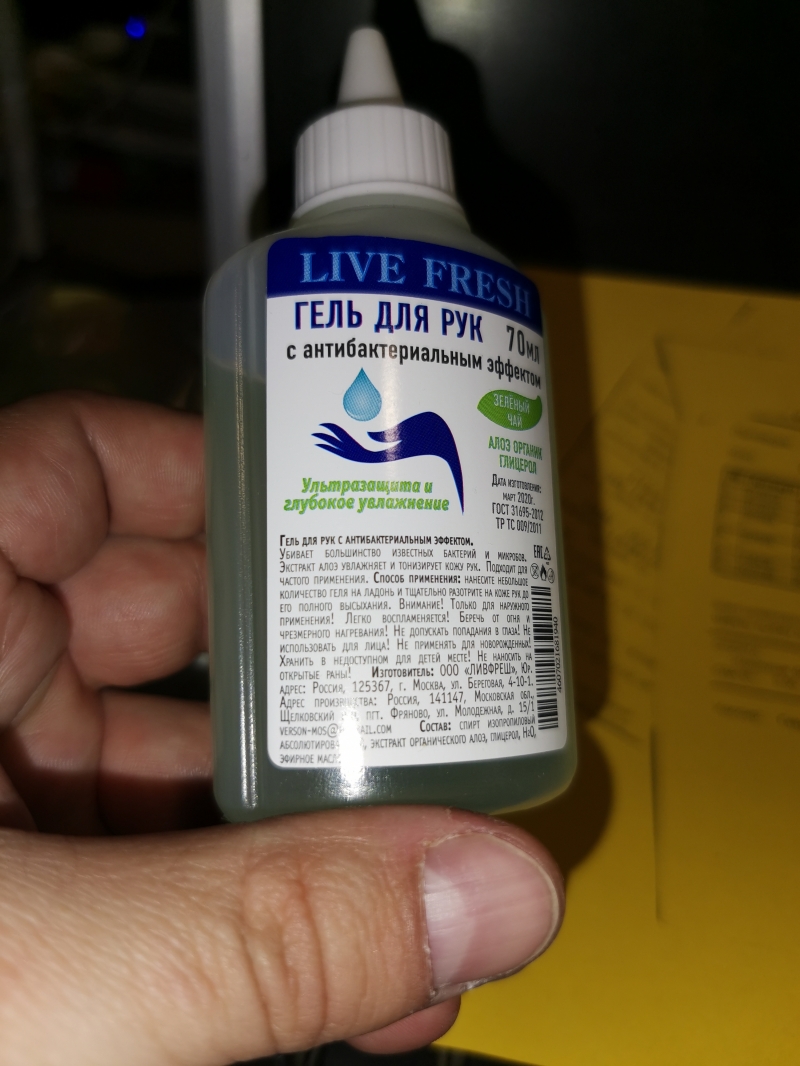 LIVE FRESH
ГЕЛЬ ДЛЯ РУК 70мл
с антибактериальным эффектом
ЗЕЛЁНЫЙ
ЧАЙ
АЛОЭ ОРГАНИК
ГЛИЦЕРОЛ
Ультразащита и
глубокое увлажнение
Дата изготовления:
март 2020г.
ГОСТ 31695-2012
ТР ТС 009/2011
Гель для рук с антибактериальным эффектом.
Убивает большинство известных бактерий и микробов.
Экстракт алоэ увлажняет и тонизирует кожу рук. Подходит для
частого применения. Способ применения: нанесите небольшое
количество геля на ладонь и тщательно разотрите на коже рук до
его полного высыхания. Внимание! Только для наружного
применения! Легко воспламеняется! Беречь от огня и
чрезмерного нагревания! Не допускать попадания в глаза! Не
использовать для лица! Не применять для новорожденных!
Хранить в недоступном для детей месте! Не наносить на
открытые раны! Изготовитель: ООО «ЛИВФРЕШ», Юр.
адрес: Россия, 125367, г. Москва, ул. Береговая, 4-10-1.
Адрес производства: Россия, 141147, Московская обл.,
Щелковский пгт. Фряново, ул. Молодежная, д. 15/1
Состав: спирт изопропиловый
экстракт органического алоэ, глицерол, H2O,
эфирное
EAC
4607021681940